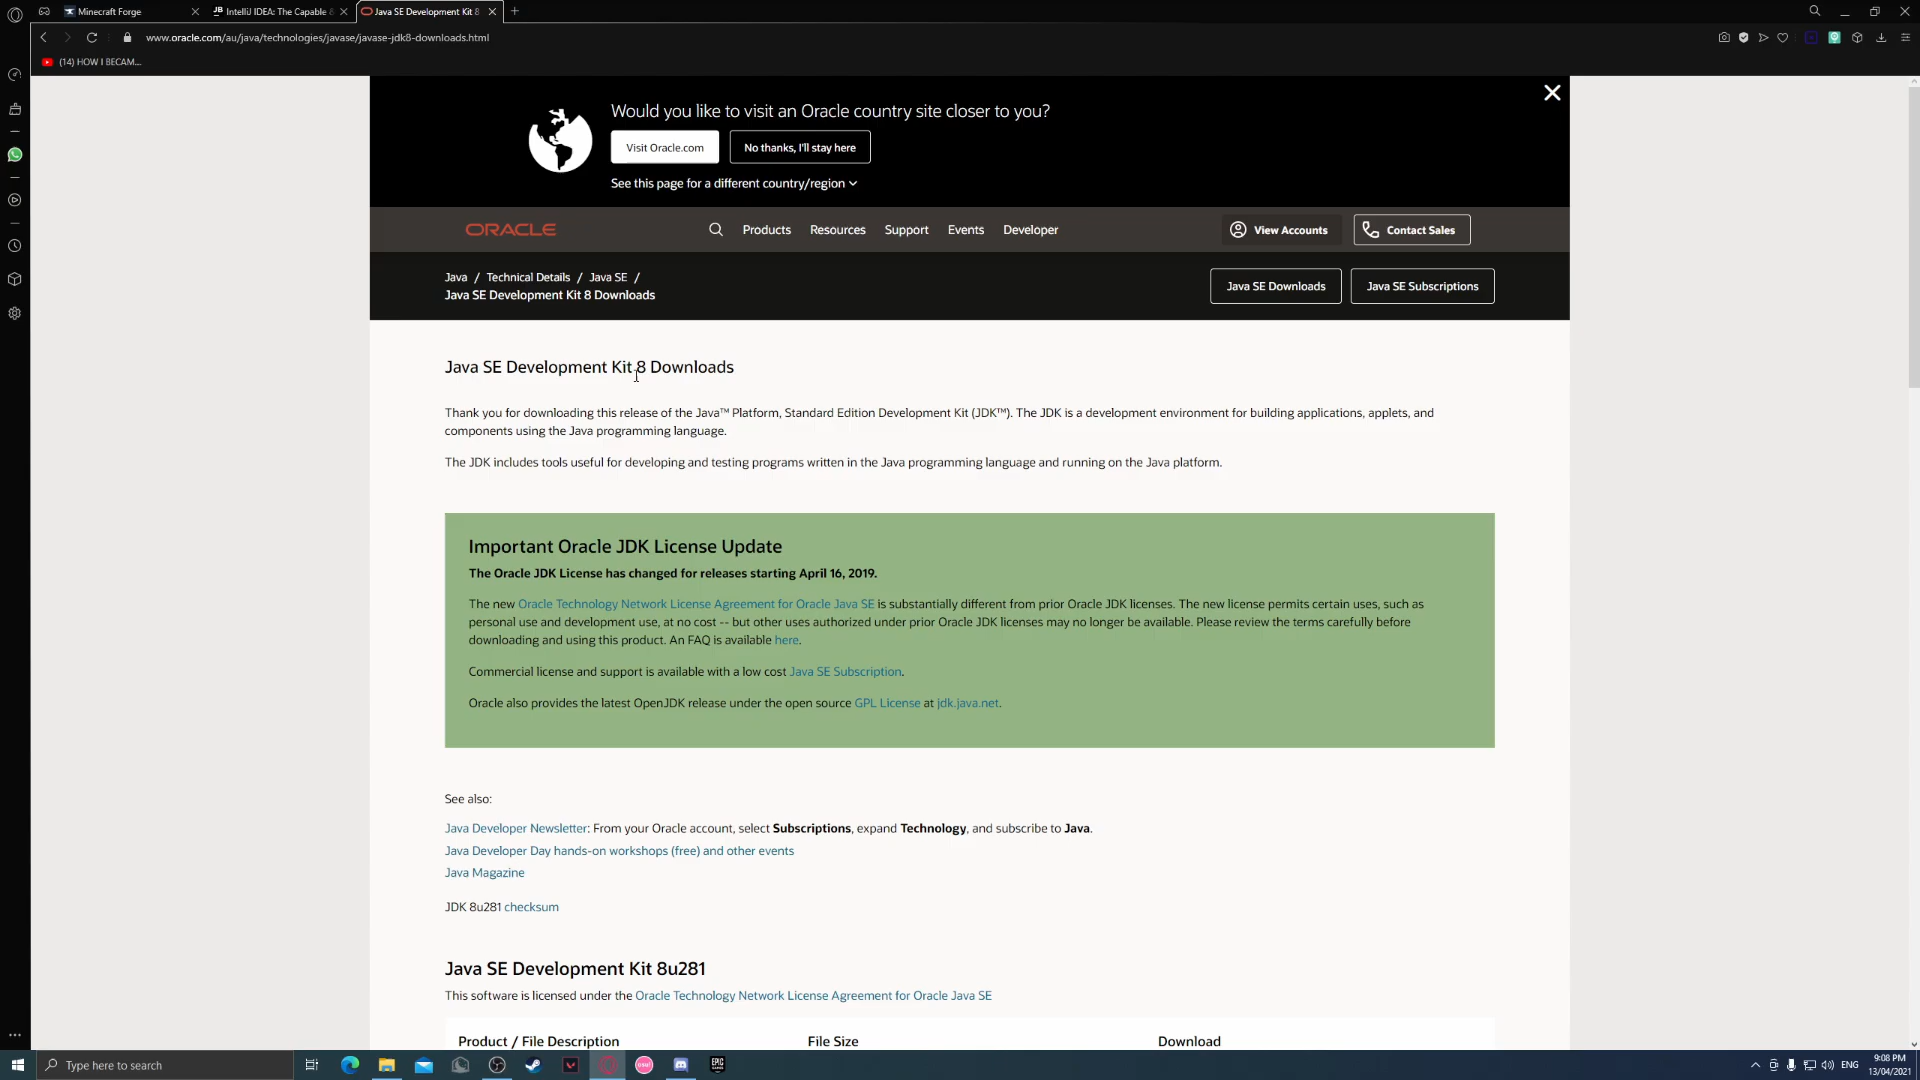 Minecraft Forge
JB IntelliJ IDEA: The Capable &
Java SE Development Kit 8
www.oracle.com/au/java/technologies/javase/javase-jdk8-downloads.html
(14) HOW I BECAM...
Would you like to visit an Oracle country site closer to you?
Visit Oracle.com
No thanks, I'll stay here
See this page for a different country/region
ORACLE
Products
Resources
Support
Events
Developer
View Accounts
Contact Sales
Java / Technical Details / Java SE /
Java SE Development Kit 8 Downloads
Java SE Downloads
Java SE Subscriptions
Java SE Development Kit 8 Downloads
Thank you for downloading this release of the Java™ Platform, Standard Edition Development Kit (JDK™). The JDK is a development environment for building applications, applets, and
components using the Java programming language.
The JDK includes tools useful for developing and testing programs written in the Java programming language and running on the Java platform.
Important Oracle JDK License Update
The Oracle JDK License has changed for releases starting April 16, 2019.
The new Oracle Technology Network License Agreement for Oracle Java SE is substantially different from prior Oracle JDK licenses. The new license permits certain uses, such as
personal use and development use, at no cost -- but other uses authorized under prior Oracle JDK licenses may no longer be available. Please review the terms carefully before
downloading and using this product. An FAQ is available here.
Commercial license and support is available with a low cost Java SE Subscription.
Oracle also provides the latest OpenJDK release under the open source GPL License at jdk.java.net.
See also:
Java Developer Newsletter: From your Oracle account, select Subscriptions, expand Technology, and subscribe to Java.
Java Developer Day hands-on workshops (free) and other events
Java Magazine
JDK 8u281 checksum
Java SE Development Kit 8u281
This software is licensed under the Oracle Technology Network License Agreement for Oracle Java SE
Product / File Description
File Size
Download
Type here to search
EPIC GAMES
ENG
9:08 PM
13/04/2021